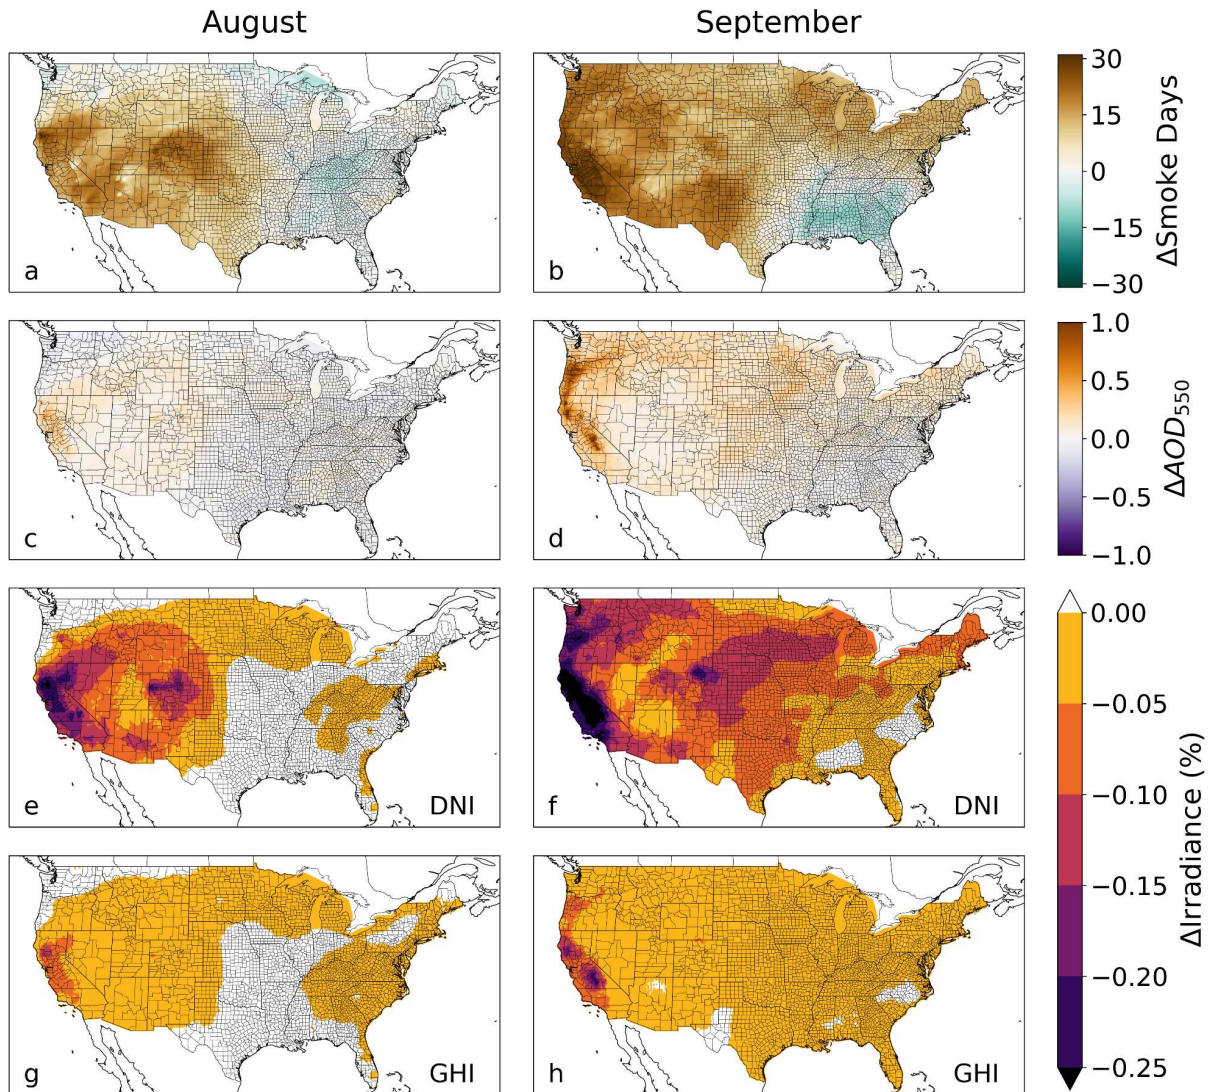 August September
a b
30
15
0
−15
−30
ΔSmoke Days
c d
1.0
0.5
0.0
−0.5
−1.0
ΔAOD550
e DNI f DNI
g GHI h GHI
0.00
−0.05
−0.10
−0.15
−0.20
−0.25
ΔIrradiance (%)